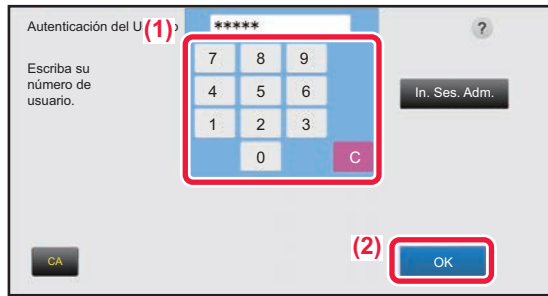 Autenticación del U (1) o *****
?
Escriba su
número de
usuario.
7 8 9
4 5 6
In. Ses. Adm.
1 2 3
0 C
(2)
CA
OK